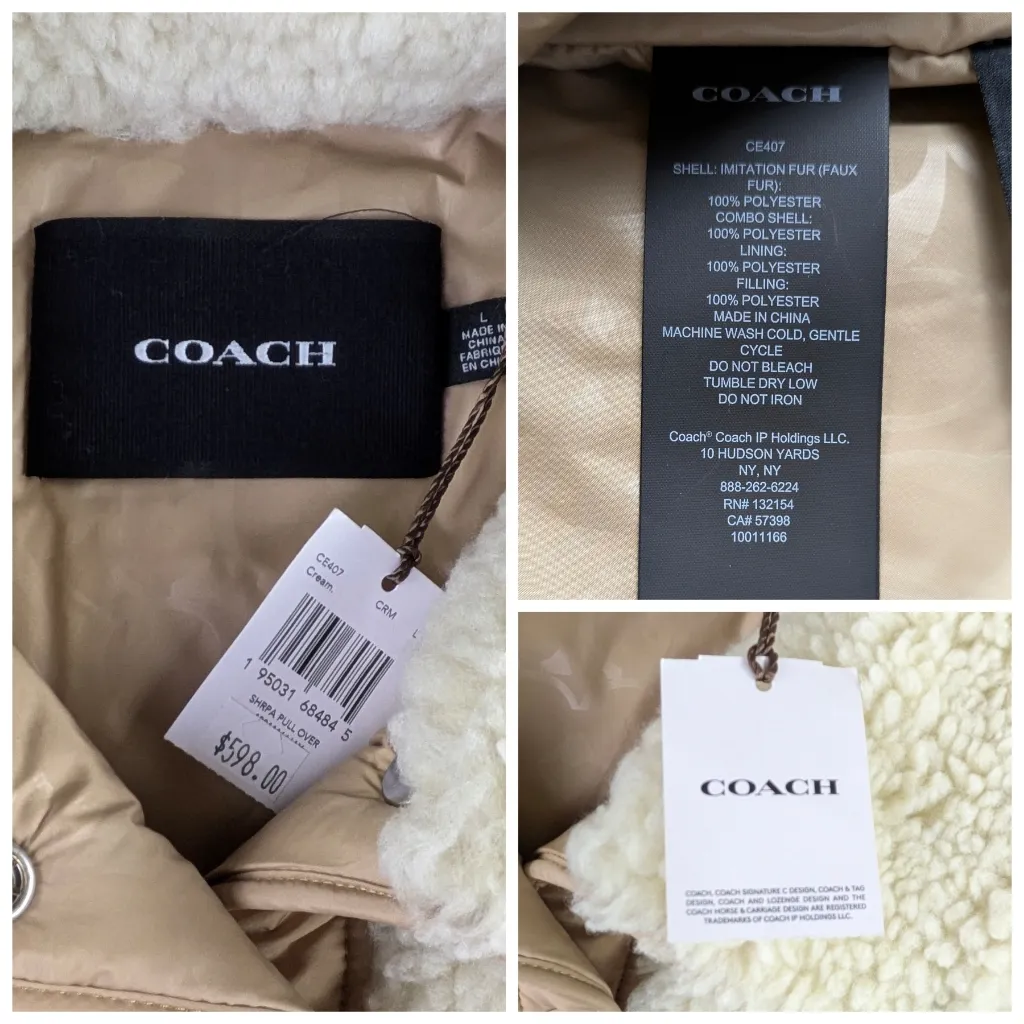 COACH
L
MADE IN
CHINA
FABRIQ
EN CHI
CE407
Cream.
CRM
L
1 95031 68484 5
SHRPA PULL OVER
$598.00
COACH
CE407
SHELL: IMITATION FUR (FAUX
FUR):
100% POLYESTER
COMBO SHELL:
100% POLYESTER
LINING:
100% POLYESTER
FILLING:
100% POLYESTER
MADE IN CHINA
MACHINE WASH COLD, GENTLE
CYCLE
DO NOT BLEACH
TUMBLE DRY LOW
DO NOT IRON
Coach® Coach IP Holdings LLC.
10 HUDSON YARDS
NY, NY
888-262-6224
RN# 132154
CA# 57398
10011166
COACH
COACH, COACH SIGNATURE C DESIGN, COACH & TAG
DESIGN, COACH AND LOZENGE DESIGN AND THE
COACH HORSE & CARRIAGE DESIGN ARE REGISTERED
TRADEMARKS OF COACH IP HOLDINGS LLC.